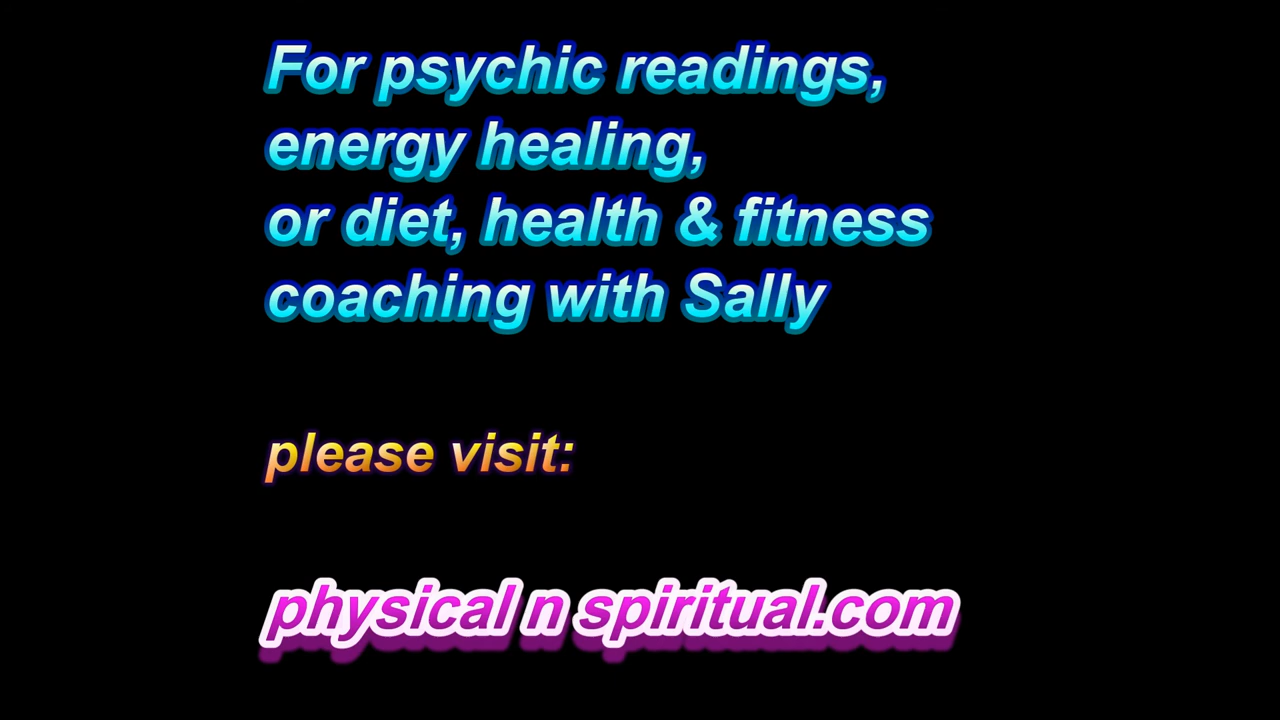 For psychic readings,
energy healing,
or diet, health & fitness
coaching with Sally
please visit:
physical n spiritual.com